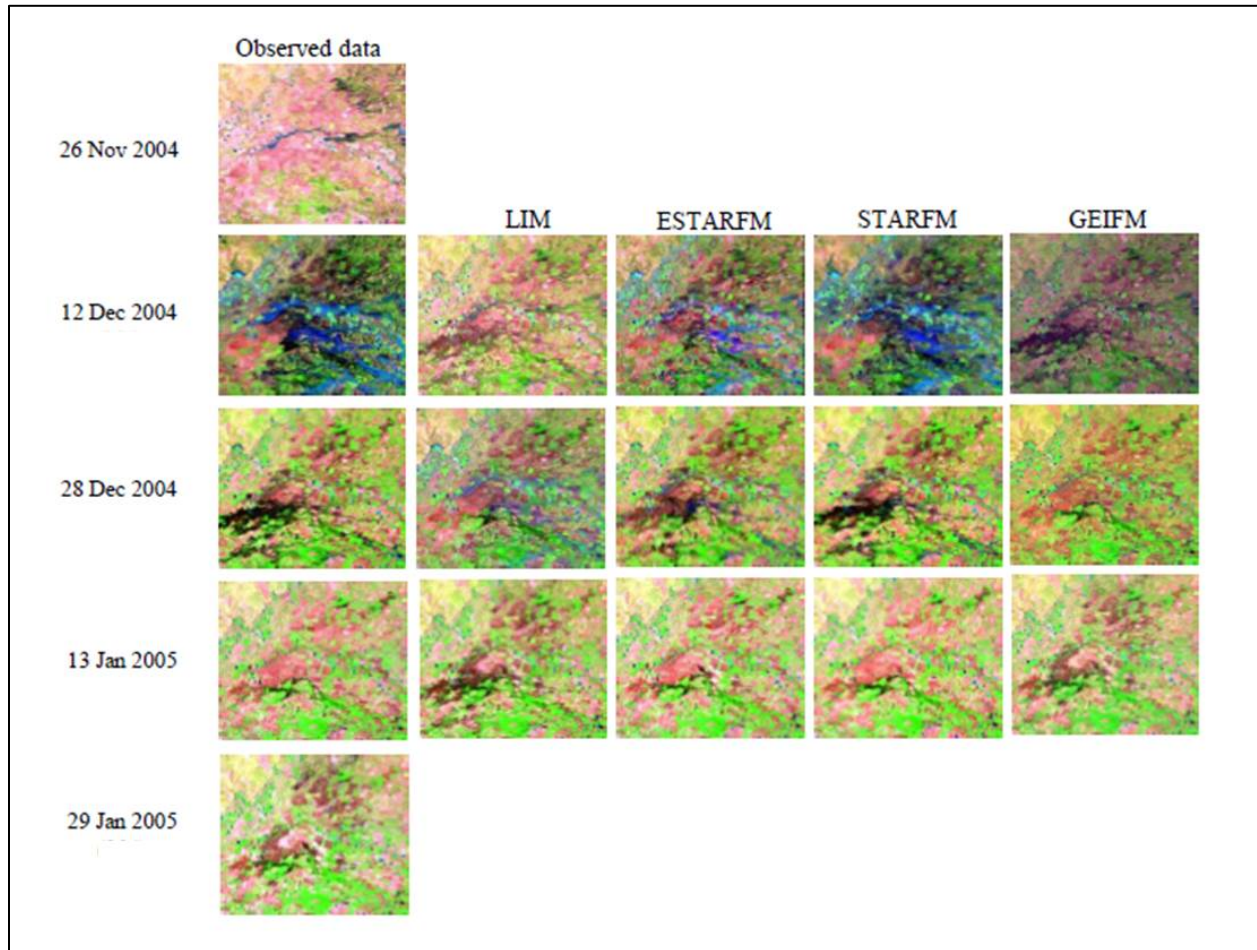 Observed data
26 Nov 2004
LIM ESTARFM STARFM GEIFM
12 Dec 2004
28 Dec 2004
13 Jan 2005
29 Jan 2005